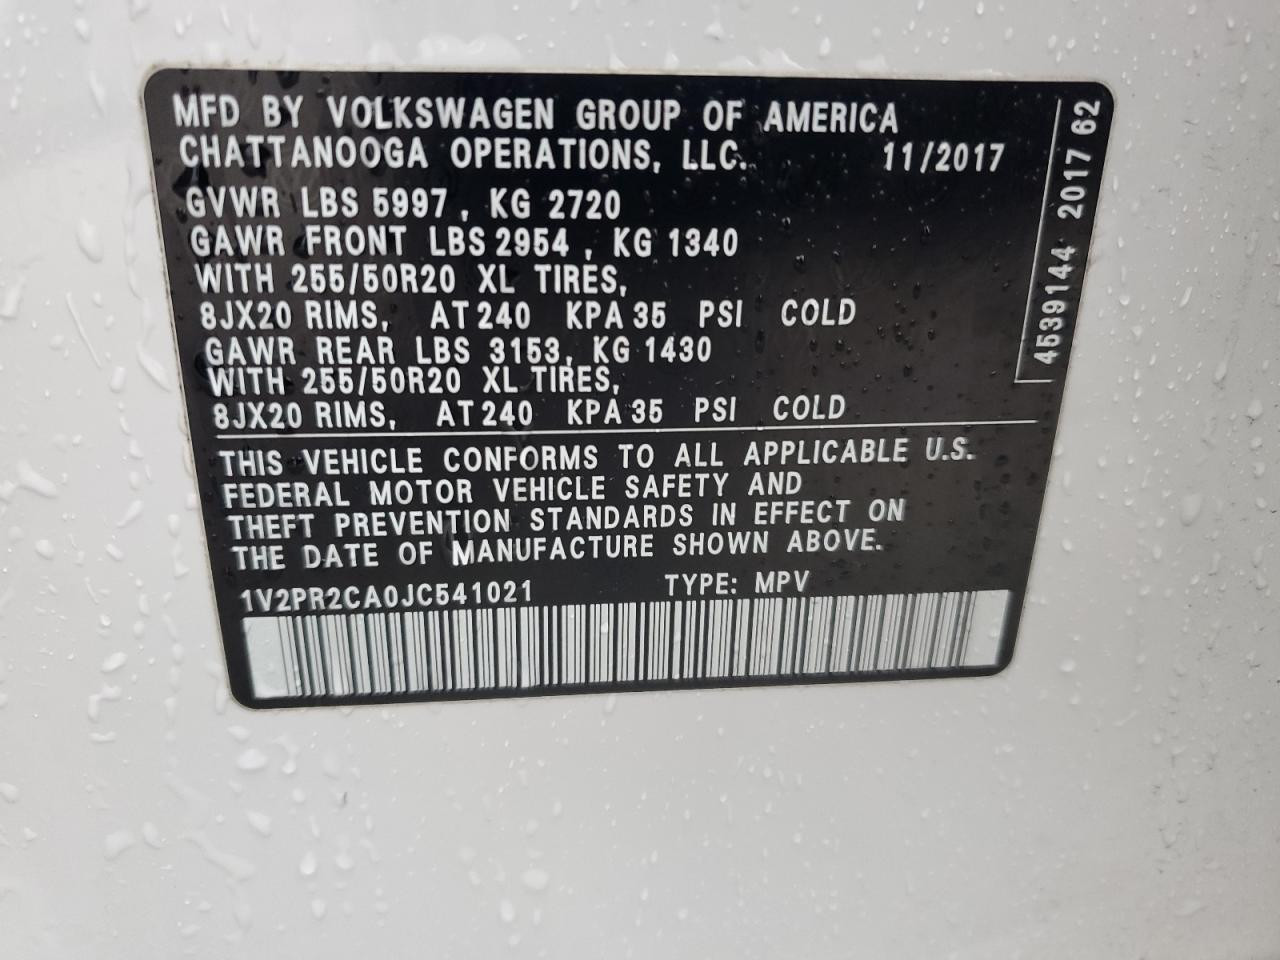 MFD BY VOLKSWAGEN GROUP OF AMERICA
CHATTANOOGA OPERATIONS, LLC. 11/2017
GVWR LBS 5997, KG 2720
GAWR FRONT LBS 2954, KG 1340
WITH 255/50R20 XL TIRES,
8JX20 RIMS, AT 240 KPA 35 PSI COLD
GAWR REAR LBS 3153, KG 1430
WITH 255/50R20 XL TIRES,
8JX20 RIMS, AT 240 KPA 35 PSI COLD
THIS VEHICLE CONFORMS TO ALL APPLICABLE U.S.
FEDERAL MOTOR VEHICLE SAFETY AND
THEFT PREVENTION STANDARDS IN EFFECT ON
THE DATE OF MANUFACTURE SHOWN ABOVE.
1V2PR2CA0JC541021 TYPE: MPV
4539144 2017 62